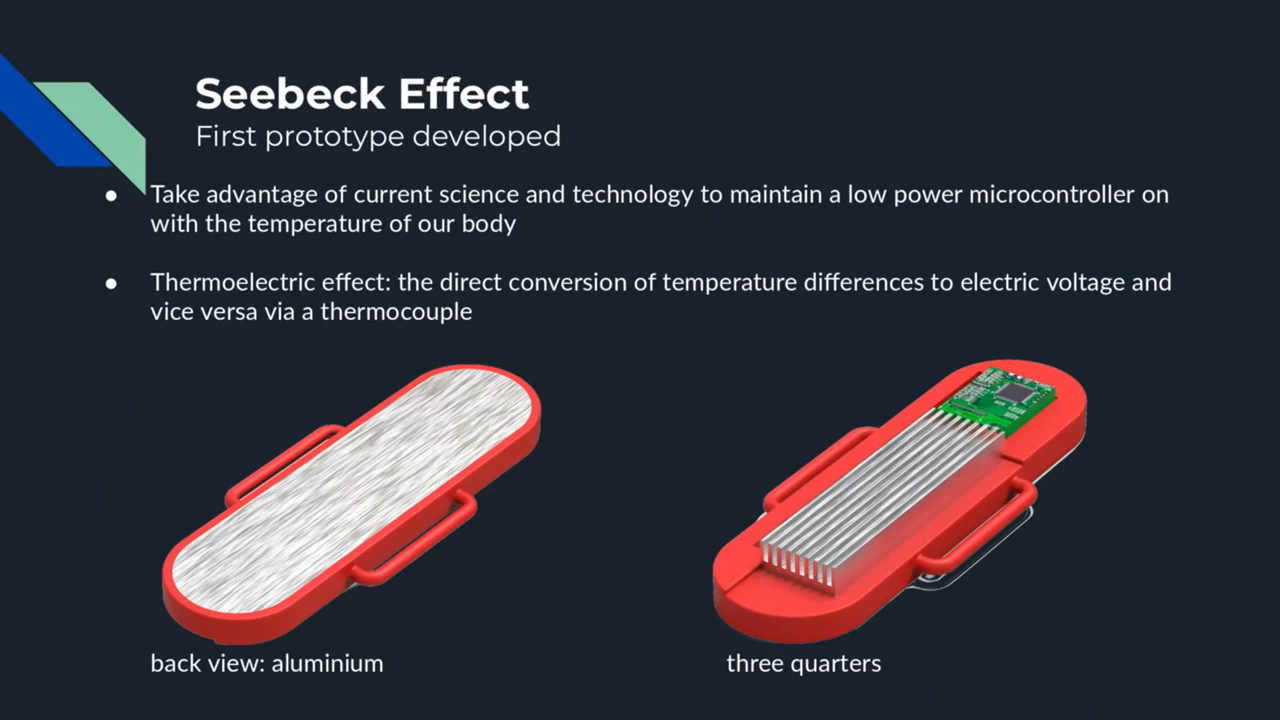 Seebeck Effect
First prototype developed
● Take advantage of current science and technology to maintain a low power microcontroller on
with the temperature of our body
● Thermoelectric effect: the direct conversion of temperature differences to electric voltage and
vice versa via a thermocouple
back view: aluminium
three quarters